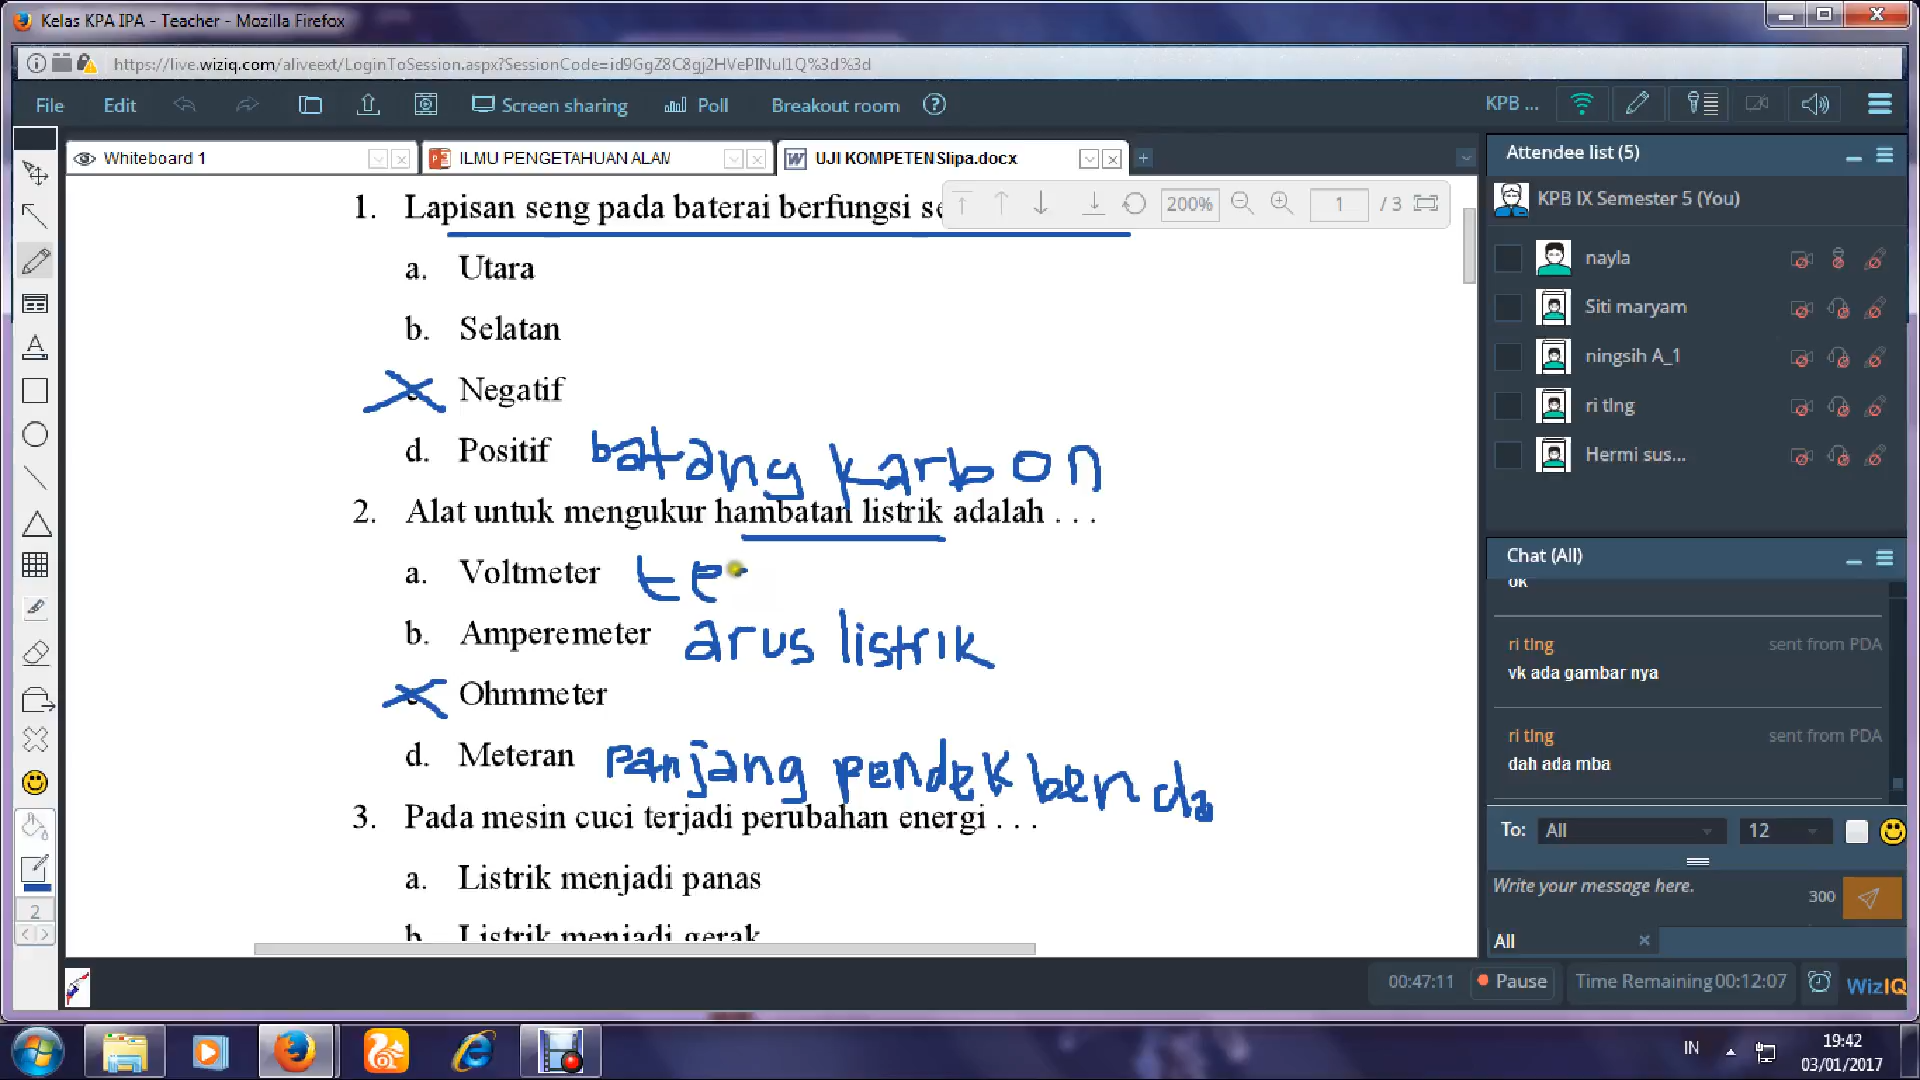 Kelas KPA IPA - Teacher - Mozilla Firefox
https://live.wiziq.com/aliveext/LoginToSession.aspx?SessionCode=id9GgZ8C8gj2HVePINul1Q%3d%3d
File Edit Screen sharing Poll Breakout room KPB ...
Whiteboard 1 ILMU PENGETAHUAN ALAM UJI KOMPETENSIipa.docx
200% 1 / 3
1. Lapisan seng pada baterai berfungsi
a. Utara
b. Selatan
Negatif
d. Positif batang karbon
2. Alat untuk mengukur hambatan listrik adalah . . .
a. Voltmeter te
b. Amperemeter arus listrik
Ohmmeter
d. Meteran panjang pendek benda
3. Pada mesin cuci terjadi perubahan energi . . .
a. Listrik menjadi panas
b Listrik menjadi gerak
2
Attendee list (5)
KPB IX Semester 5 (You)
nayla
Siti maryam
ningsih A_1
ri tlng
Hermi sus...
Chat (All)
ok
ri tlng sent from PDA
vk ada gambar nya
ri tlng sent from PDA
dah ada mba
To: All 12
Write your message here. 300
All
00:47:11 Pause Time Remaining 00:12:07 WizIQ
IN 19:42
03/01/2017